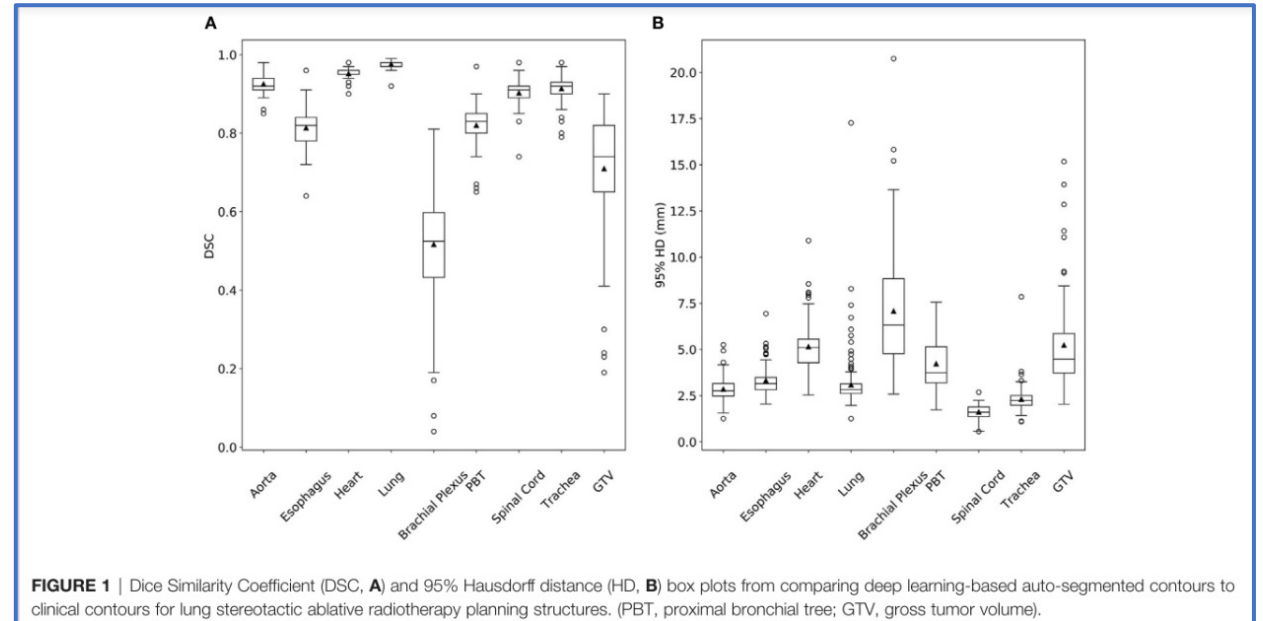 A
B
1.0
0.8
0.6
0.4
0.2
0.0
DSC
Aorta
Esophagus
Heart
Lung
Brachial Plexus
PBT
Spinal Cord
Trachea
GTV
20.0
17.5
15.0
12.5
10.0
7.5
5.0
2.5
0.0
95% HD (mm)
Aorta
Esophagus
Heart
Lung
Brachial Plexus
PBT
Spinal Cord
Trachea
GTV
FIGURE 1 | Dice Similarity Coefficient (DSC, A) and 95% Hausdorff distance (HD, B) box plots from comparing deep learning-based auto-segmented contours to
clinical contours for lung stereotactic ablative radiotherapy planning structures. (PBT, proximal bronchial tree; GTV, gross tumor volume).